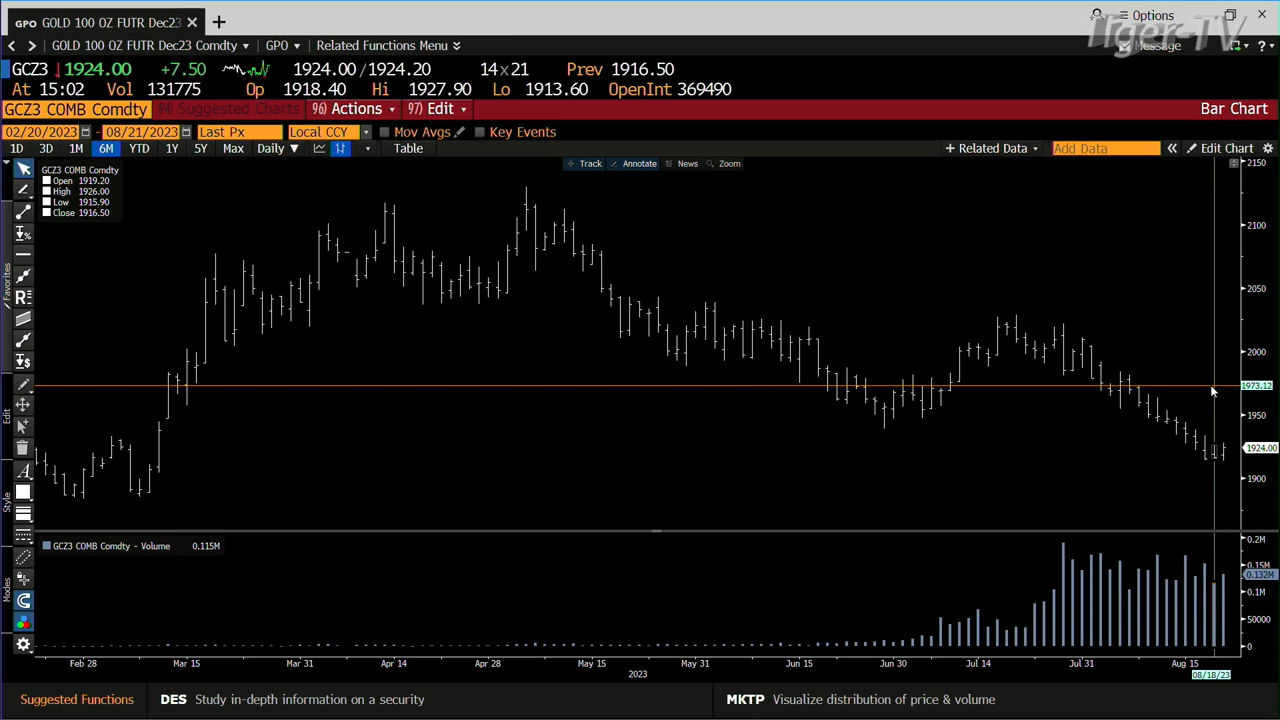 GPO GOLD 100 OZ FUTR Dec23 × +
Options
Tiger-TV
< > GOLD 100 OZ FUTR Dec23 Comdty GPO Related Functions Menu
Message
GCZ3 1924.00 +7.50 1924.00/1924.20 14x21 Prev 1916.50
At 15:02 Vol 131775 Op 1918.40 Hi 1927.90 Lo 1913.60 OpenInt 369490
GCZ3 COMB Comdty 94) Suggested Charts 96) Actions 97) Edit Bar Chart
02/20/2023 - 08/21/2023 Last Px Local CCY Mov Avgs Key Events
1D 3D 1M 6M YTD 1Y 5Y Max Daily Table + Related Data Add Data « Edit Chart
Track Annotate News Zoom
GCZ3 COMB Comdty
Open 1919.20
High 1926.00
Low 1915.90
Close 1916.50
2150
2100
2050
2000
1973.12
1950
1924.00
1900
Favorites
Edit
Style
Modes
GCZ3 COMB Comdty - Volume 0.115M
0.2M
0.15M
0.132M
0.1M
50000
0
Feb 28 Mar 15 Mar 31 Apr 14 Apr 28 May 15 May 31 Jun 15 Jun 30 Jul 14 Jul 31 Aug 15
2023 08/18/23
Suggested Functions DES Study in-depth information on a security MKTP Visualize distribution of price & volume